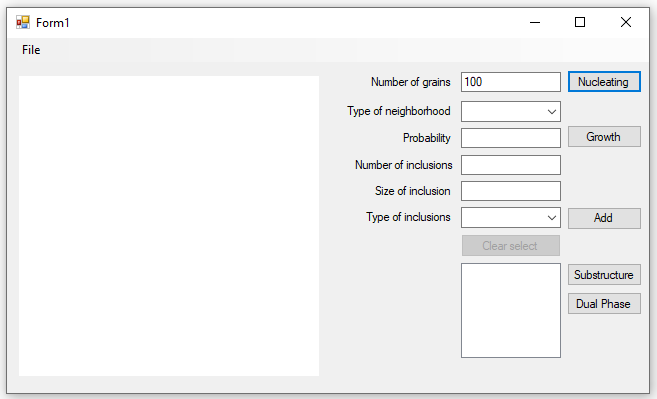 Form1
File
Number of grains 100 Nucleating
Type of neighborhood
Probability Growth
Number of inclusions
Size of inclusion
Type of inclusions Add
Clear select
Substructure
Dual Phase